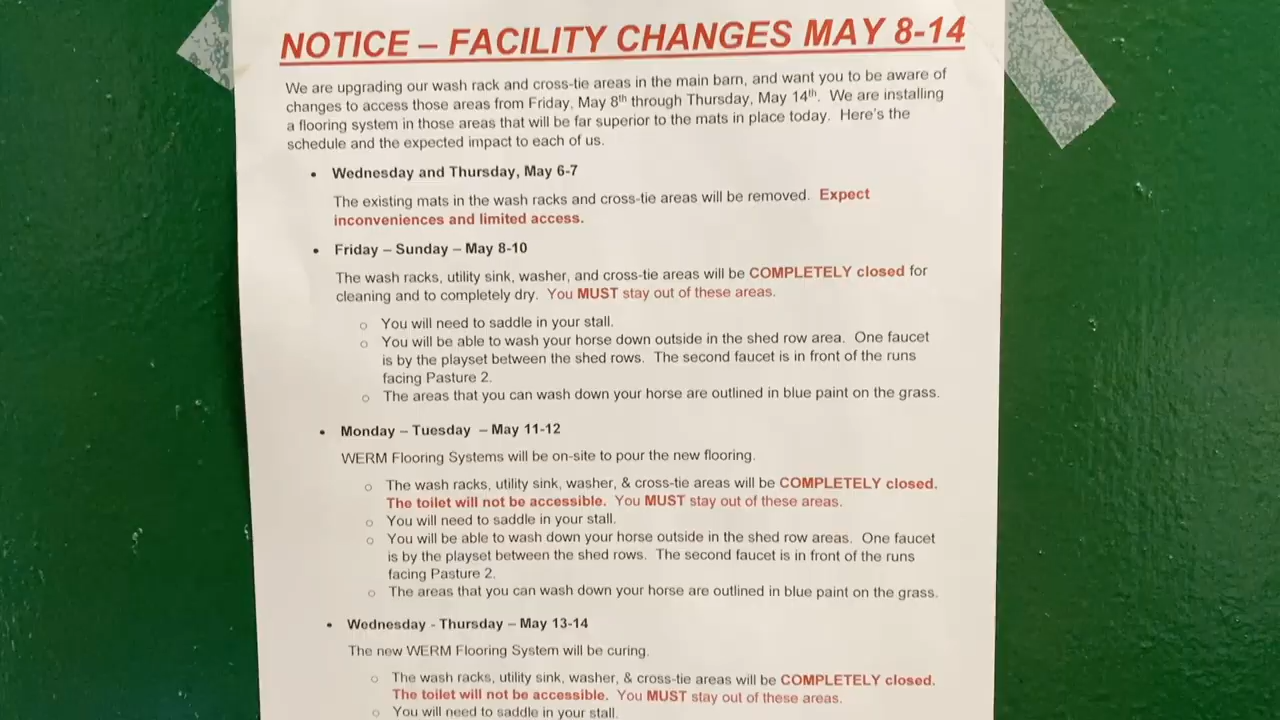 NOTICE – FACILITY CHANGES MAY 8-14
We are upgrading our wash rack and cross-tie areas in the main barn, and want you to be aware of
changes to access those areas from Friday, May 8th through Thursday, May 14th. We are installing
a flooring system in those areas that will be far superior to the mats in place today. Here's the
schedule and the expected impact to each of us.
• Wednesday and Thursday, May 6-7
The existing mats in the wash racks and cross-tie areas will be removed. Expect
inconveniences and limited access.
• Friday – Sunday – May 8-10
The wash racks, utility sink, washer, and cross-tie areas will be COMPLETELY closed for
cleaning and to completely dry. You MUST stay out of these areas.
o You will need to saddle in your stall.
o You will be able to wash your horse down outside in the shed row area. One faucet
is by the playset between the shed rows. The second faucet is in front of the runs
facing Pasture 2.
o The areas that you can wash down your horse are outlined in blue paint on the grass.
• Monday – Tuesday – May 11-12
WERM Flooring Systems will be on-site to pour the new flooring.
o The wash racks, utility sink, washer, & cross-tie areas will be COMPLETELY closed.
The toilet will not be accessible. You MUST stay out of these areas.
o You will need to saddle in your stall.
o You will be able to wash down your horse outside in the shed row areas. One faucet
is by the playset between the shed rows. The second faucet is in front of the runs
facing Pasture 2.
o The areas that you can wash down your horse are outlined in blue paint on the grass.
• Wednesday - Thursday – May 13-14
The new WERM Flooring System will be curing.
o The wash racks, utility sink, washer, & cross-tie areas will be COMPLETELY closed.
The toilet will not be accessible. You MUST stay out of these areas.
o You will need to saddle in your stall.